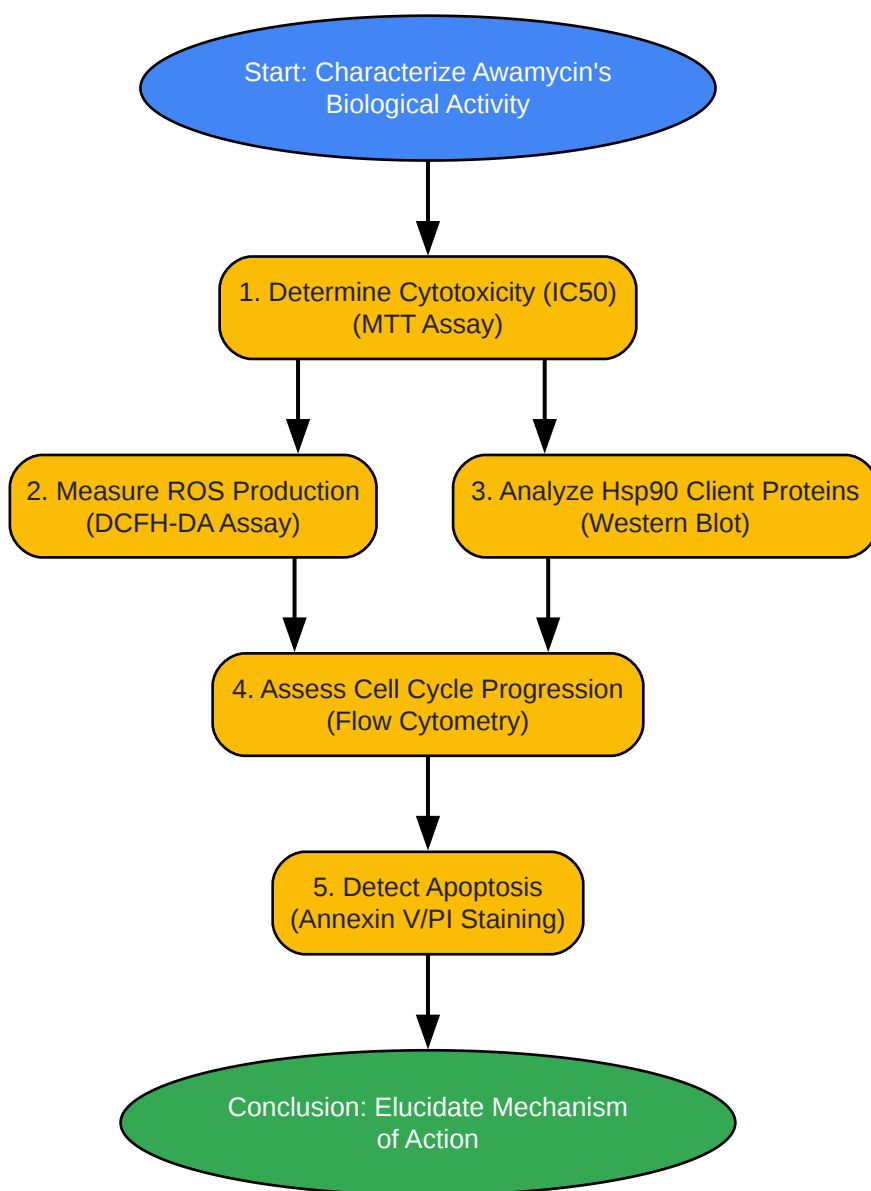 Start: Characterize Awamycin's
Biological Activity
1. Determine Cytotoxicity (IC50)
(MTT Assay)
2. Measure ROS Production
(DCFH-DA Assay)
3. Analyze Hsp90 Client Proteins
(Western Blot)
4. Assess Cell Cycle Progression
(Flow Cytometry)
5. Detect Apoptosis
(Annexin V/PI Staining)
Conclusion: Elucidate Mechanism
of Action